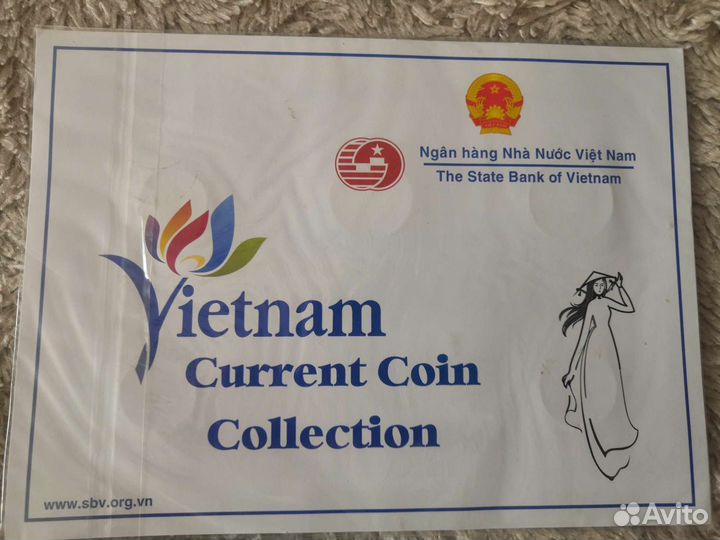 Ngân hàng Nhà Nước Việt Nam
The State Bank of Vietnam
Vietnam
Current Coin
Collection
www.sbv.org.vn
Avito